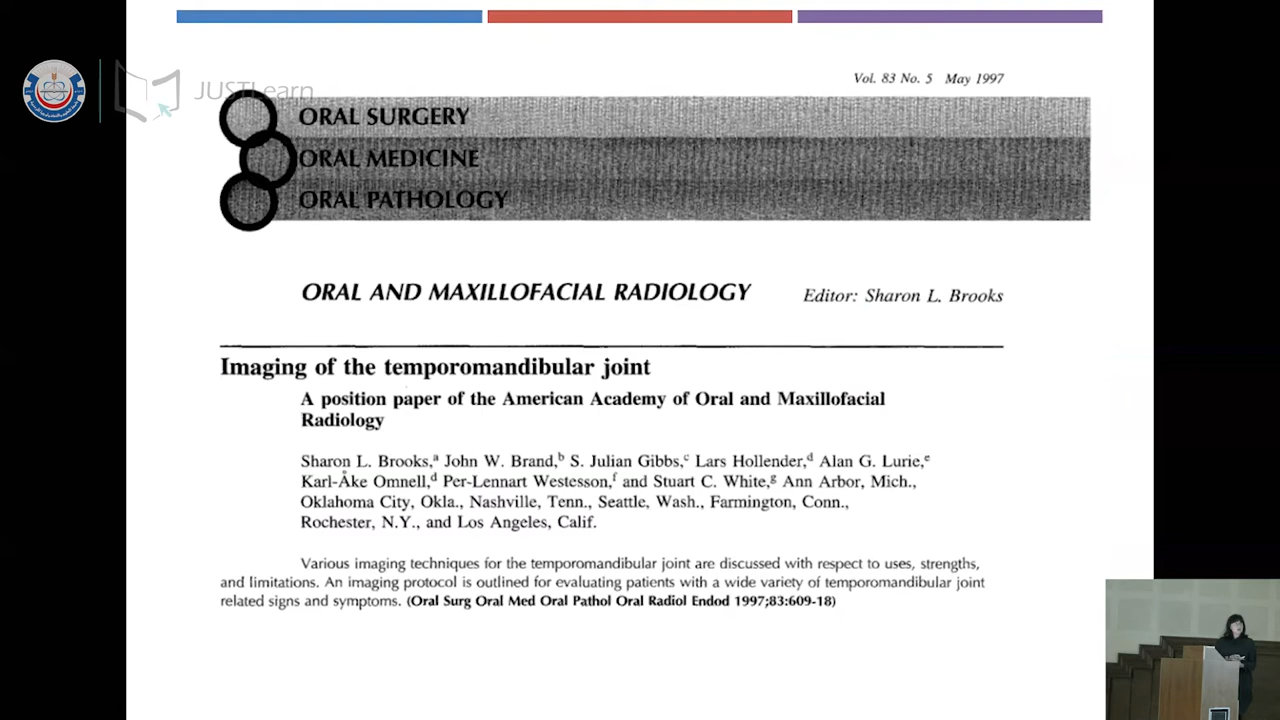 JUSTLearn
Vol. 83 No. 5 May 1997
ORAL SURGERY
ORAL MEDICINE
ORAL PATHOLOGY
ORAL AND MAXILLOFACIAL RADIOLOGY Editor: Sharon L. Brooks
Imaging of the temporomandibular joint
A position paper of the American Academy of Oral and Maxillofacial
Radiology
Sharon L. Brooks,ᵃ John W. Brand,ᵇ S. Julian Gibbs,ᶜ Lars Hollender,ᵈ Alan G. Lurie,ᵉ
Karl-Åke Omnell,ᵈ Per-Lennart Westesson,ᶠ and Stuart C. White,ᵍ Ann Arbor, Mich.,
Oklahoma City, Okla., Nashville, Tenn., Seattle, Wash., Farmington, Conn.,
Rochester, N.Y., and Los Angeles, Calif.
Various imaging techniques for the temporomandibular joint are discussed with respect to uses, strengths,
and limitations. An imaging protocol is outlined for evaluating patients with a wide variety of temporomandibular joint
related signs and symptoms. (Oral Surg Oral Med Oral Pathol Oral Radiol Endod 1997;83:609-18)